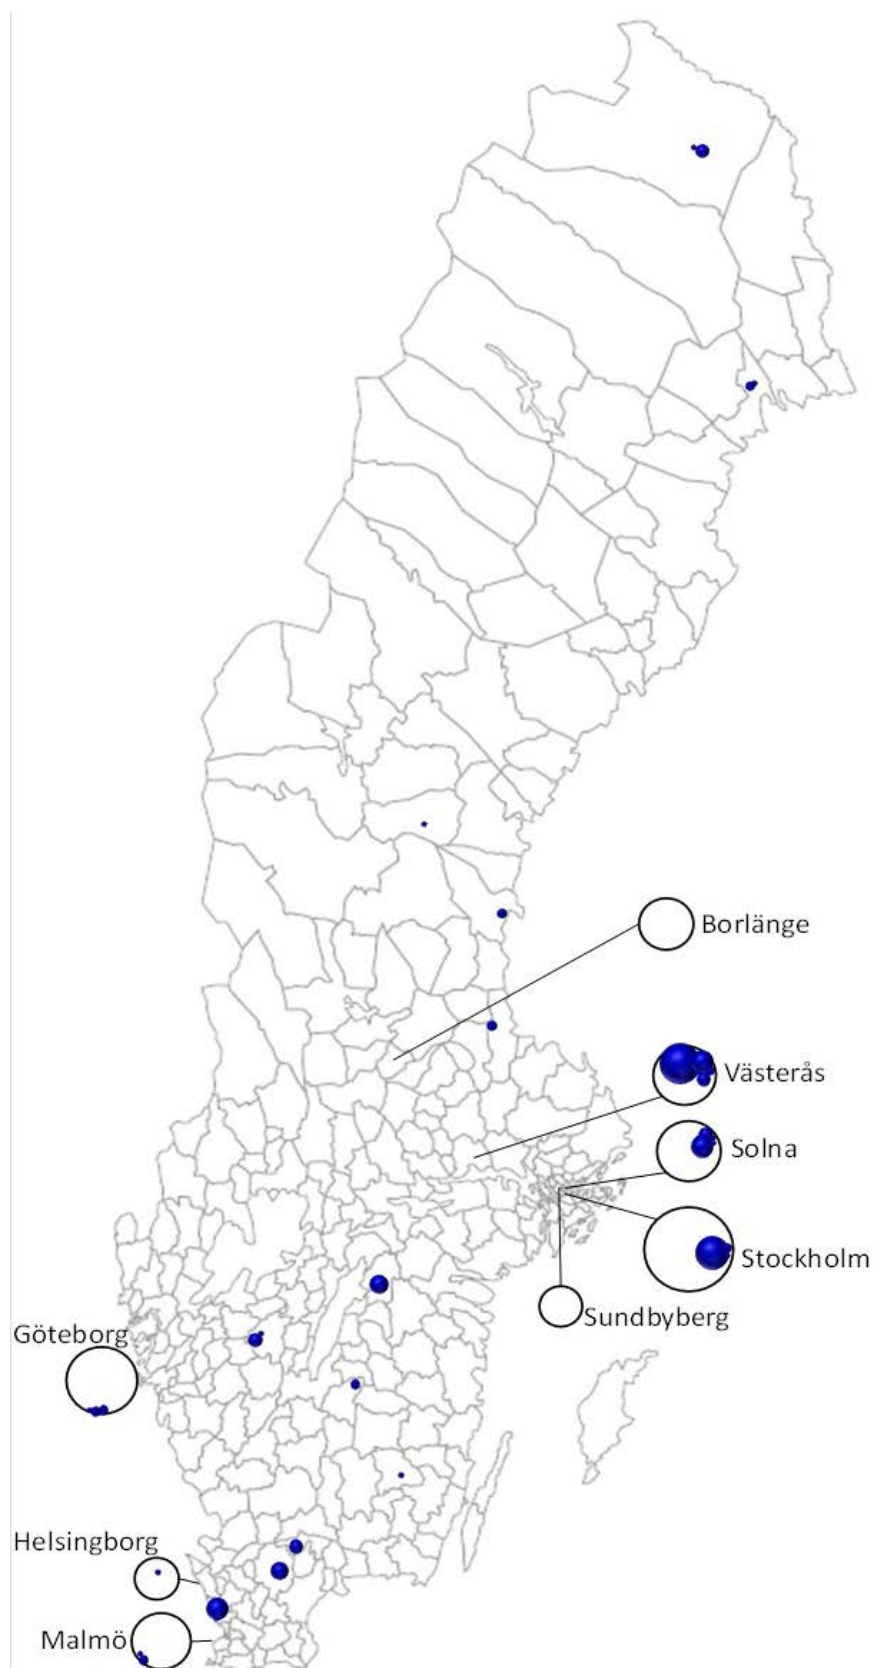 Borlänge
Västerås
Solna
Stockholm
Sundbyberg
Göteborg
Helsingborg
Malmö